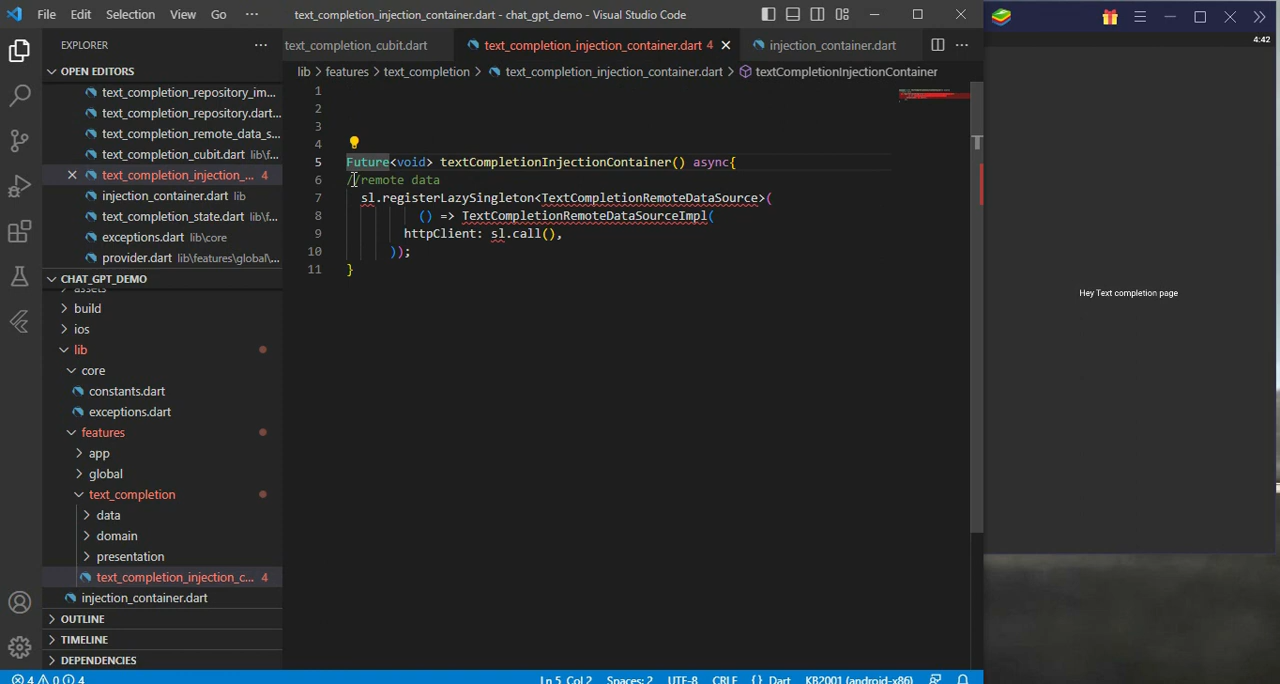 File Edit Selection View Go ··· text_completion_injection_container.dart - chat_gpt_demo - Visual Studio Code
EXPLORER ··· text_completion_cubit.dart text_completion_injection_container.dart 4 injection_container.dart ···
OPEN EDITORS
lib > features > text_completion > text_completion_injection_container.dart > textCompletionInjectionContainer
text_completion_repository_im...
text_completion_repository.dart...
text_completion_remote_data_s...
text_completion_cubit.dart lib\f...
text_completion_injection_... 4
injection_container.dart lib
text_completion_state.dart lib\f...
exceptions.dart lib\core
provider.dart lib\features\global\...
CHAT_GPT_DEMO
assets
build
ios
lib
core
constants.dart
exceptions.dart
features
app
global
text_completion
data
domain
presentation
text_completion_injection_c... 4
injection_container.dart
OUTLINE
TIMELINE
DEPENDENCIES
1
2
3
4
5 Future<void> textCompletionInjectionContainer() async{
6 //remote data
7 sl.registerLazySingleton<TextCompletionRemoteDataSource>(
8 () => TextCompletionRemoteDataSourceImpl(
9 httpClient: sl.call(),
10 ));
11 }
4 0 4 Ln 5, Col 2 Spaces: 2 UTF-8 CRLF {} Dart KB2001 (android-x86)
4:42
Hey Text completion page